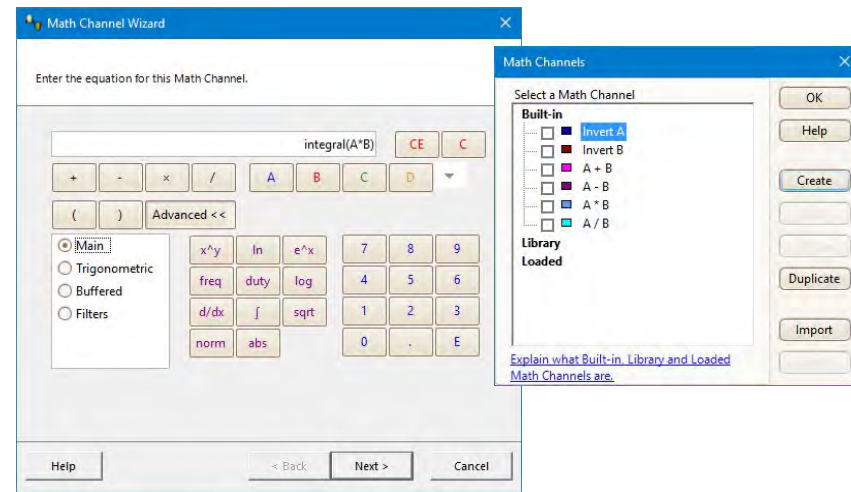 Math Channel Wizard
Enter the equation for this Math Channel.
integral(A*B) CE C
+ - × / A B C D
( ) Advanced <<
Main
Trigonometric
Buffered
Filters
x^y ln e^x 7 8 9
freq duty log 4 5 6
d/dx ∫ sqrt 1 2 3
norm abs 0 . E
Help < Back Next > Cancel
Math Channels
Select a Math Channel
Built-in
Invert A
Invert B
A + B
A - B
A * B
A / B
Library
Loaded
Explain what Built-in, Library and Loaded
Math Channels are.
OK
Help
Create
Duplicate
Import